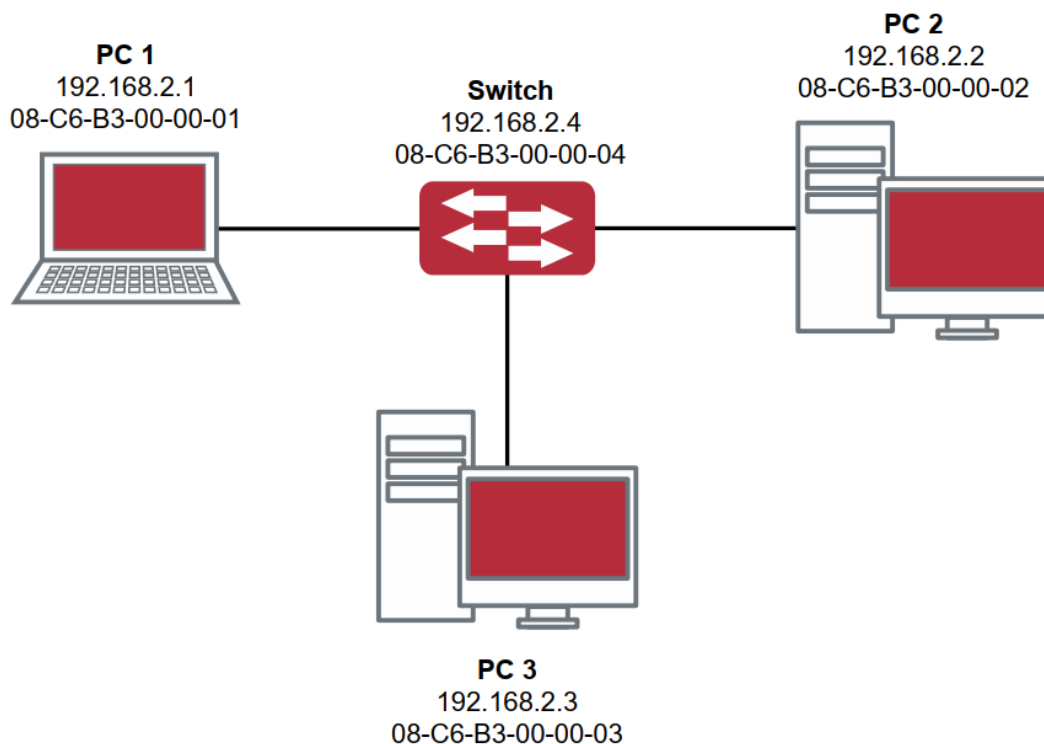 PC 1
192.168.2.1
08-C6-B3-00-00-01
Switch
192.168.2.4
08-C6-B3-00-00-04
PC 2
192.168.2.2
08-C6-B3-00-00-02
PC 3
192.168.2.3
08-C6-B3-00-00-03